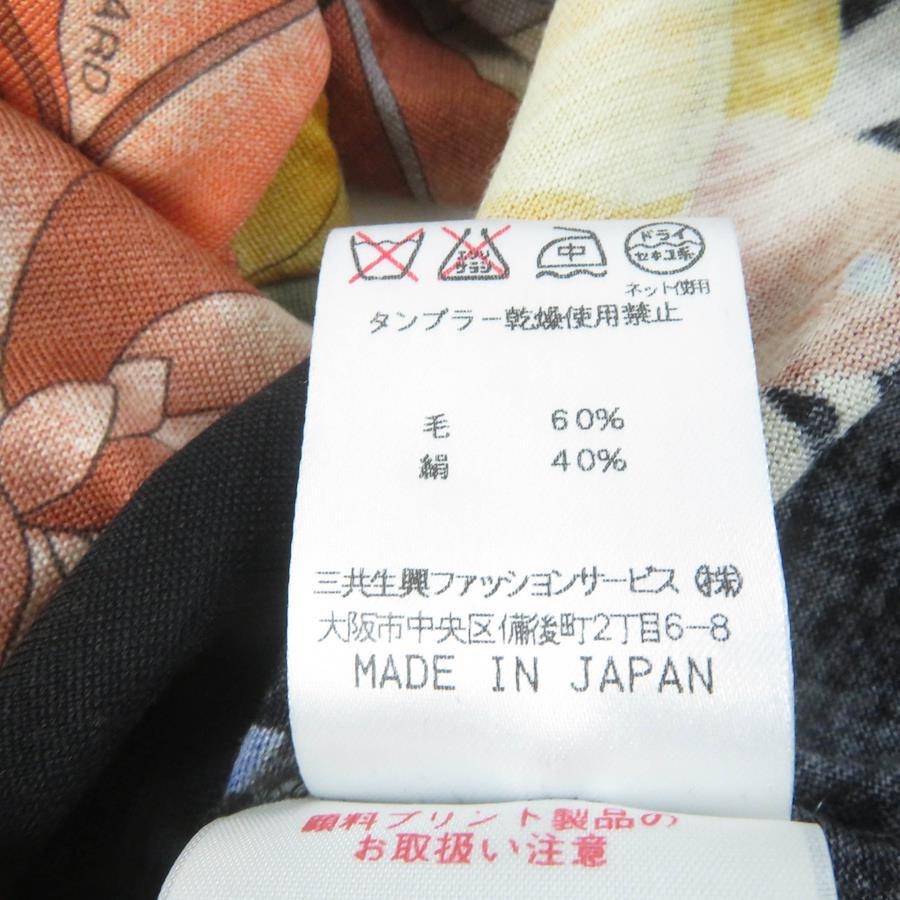 ARD
エンソ サラシ
中
ドライ
セキユ系
ネット使用
タンブラー乾燥使用禁止
毛 60%
絹 40%
三共生興ファッションサービス(株)
大阪市中央区備後町2丁目6-8
MADE IN JAPAN
顔料プリント製品の
お取扱い注意